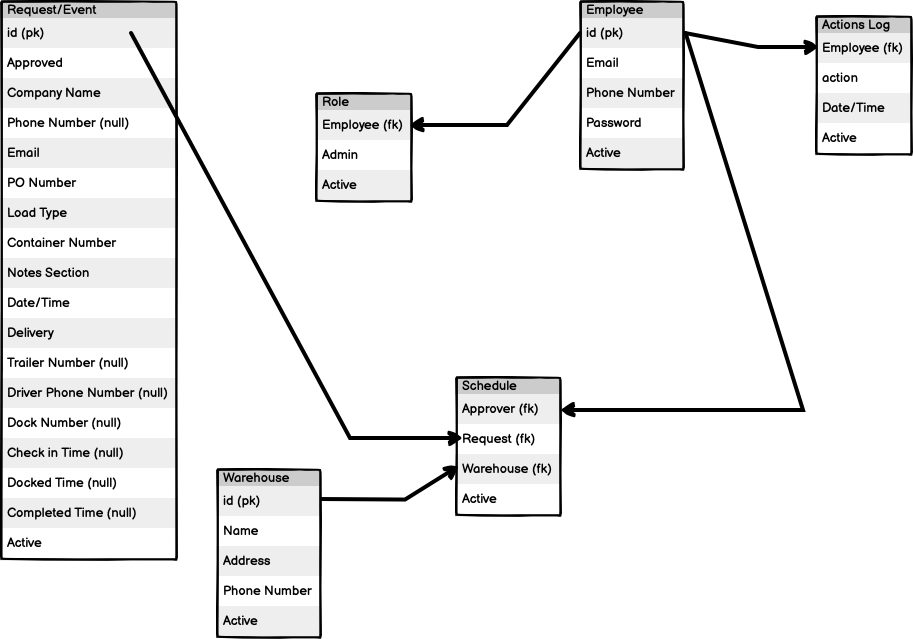 Request/Event
id (pk)
Approved
Company Name
Phone Number (null)
Email
PO Number
Load Type
Container Number
Notes Section
Date/Time
Delivery
Trailer Number (null)
Driver Phone Number (null)
Dock Number (null)
Check in Time (null)
Docked Time (null)
Completed Time (null)
Active
Role
Employee (fk)
Admin
Active
Employee
id (pk)
Email
Phone Number
Password
Active
Actions Log
Employee (fk)
action
Date/Time
Active
Schedule
Approver (fk)
Request (fk)
Warehouse (fk)
Active
Warehouse
id (pk)
Name
Address
Phone Number
Active